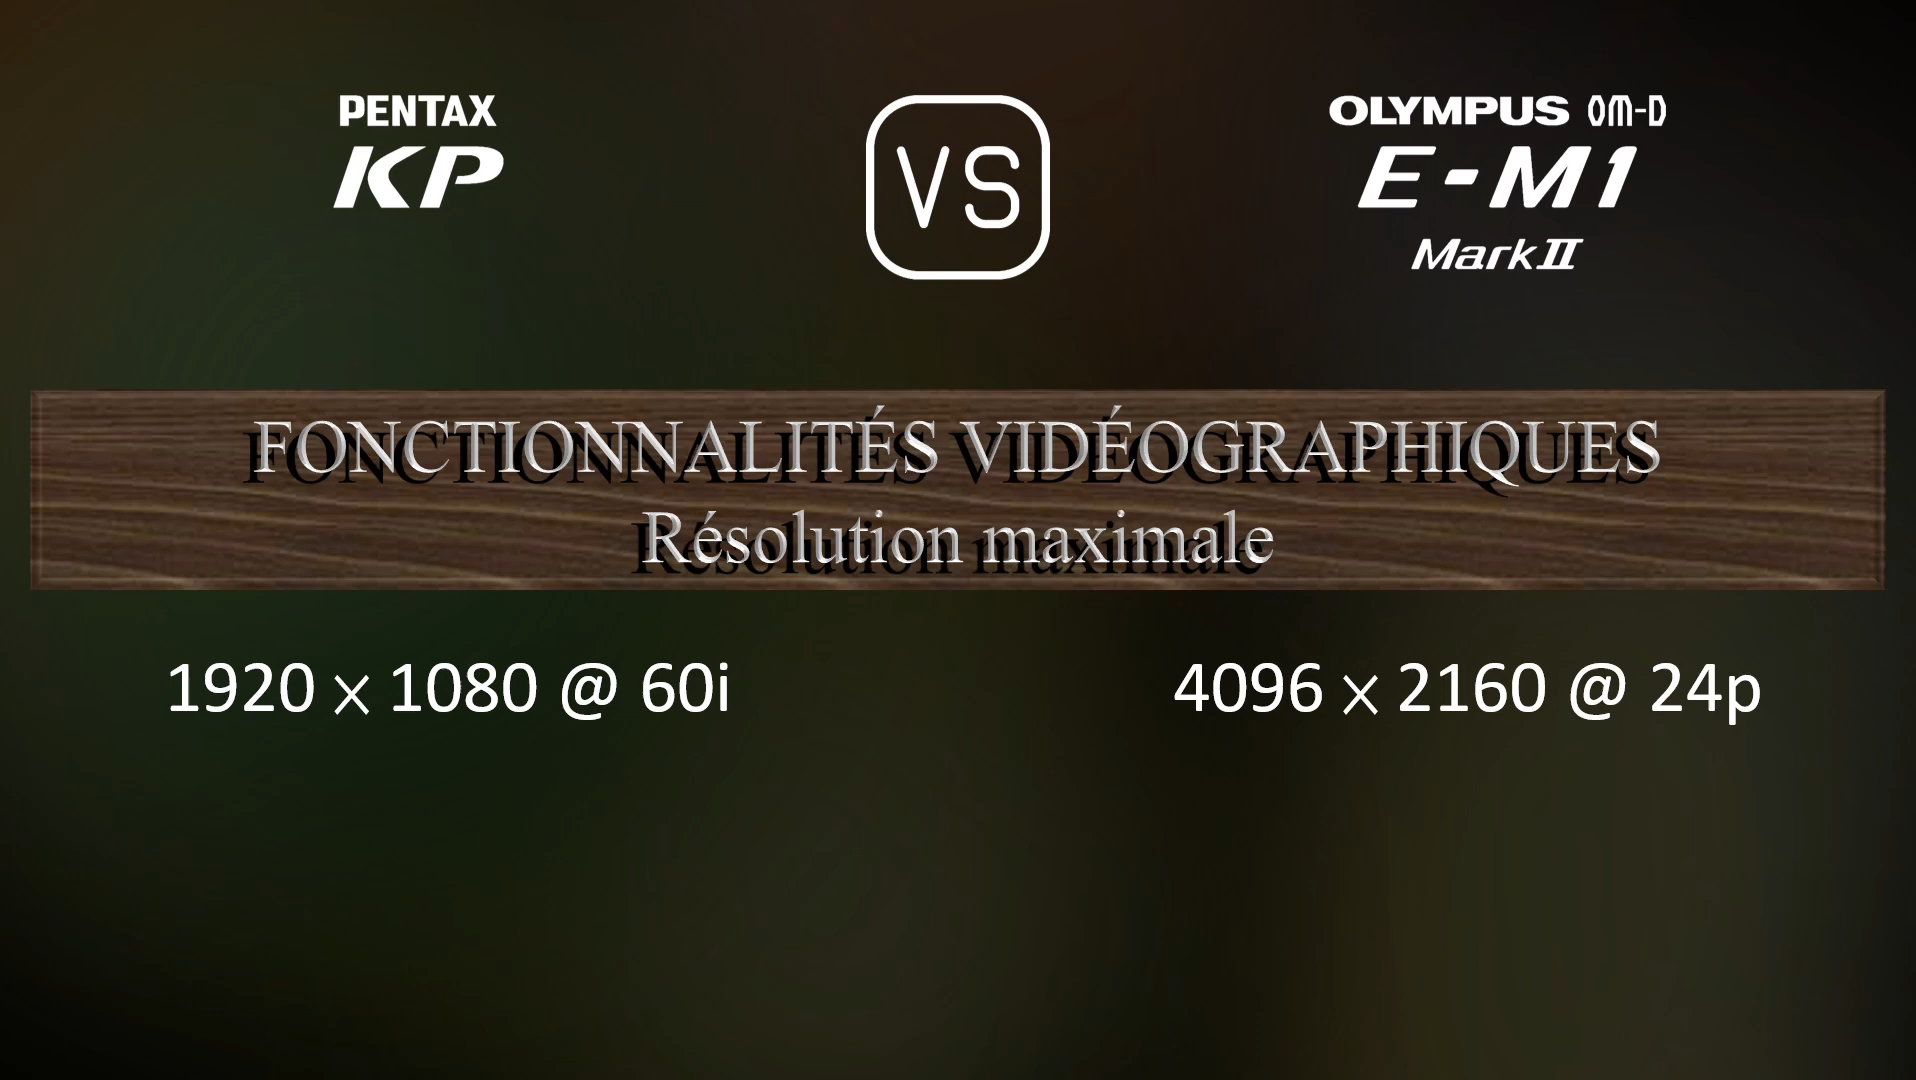 PENTAX
KP
VS
OLYMPUS OM-D
E-M1
Mark II
FONCTIONNALITÉS VIDÉOGRAPHIQUES
Résolution maximale
1920 x 1080 @ 60i
4096 x 2160 @ 24p